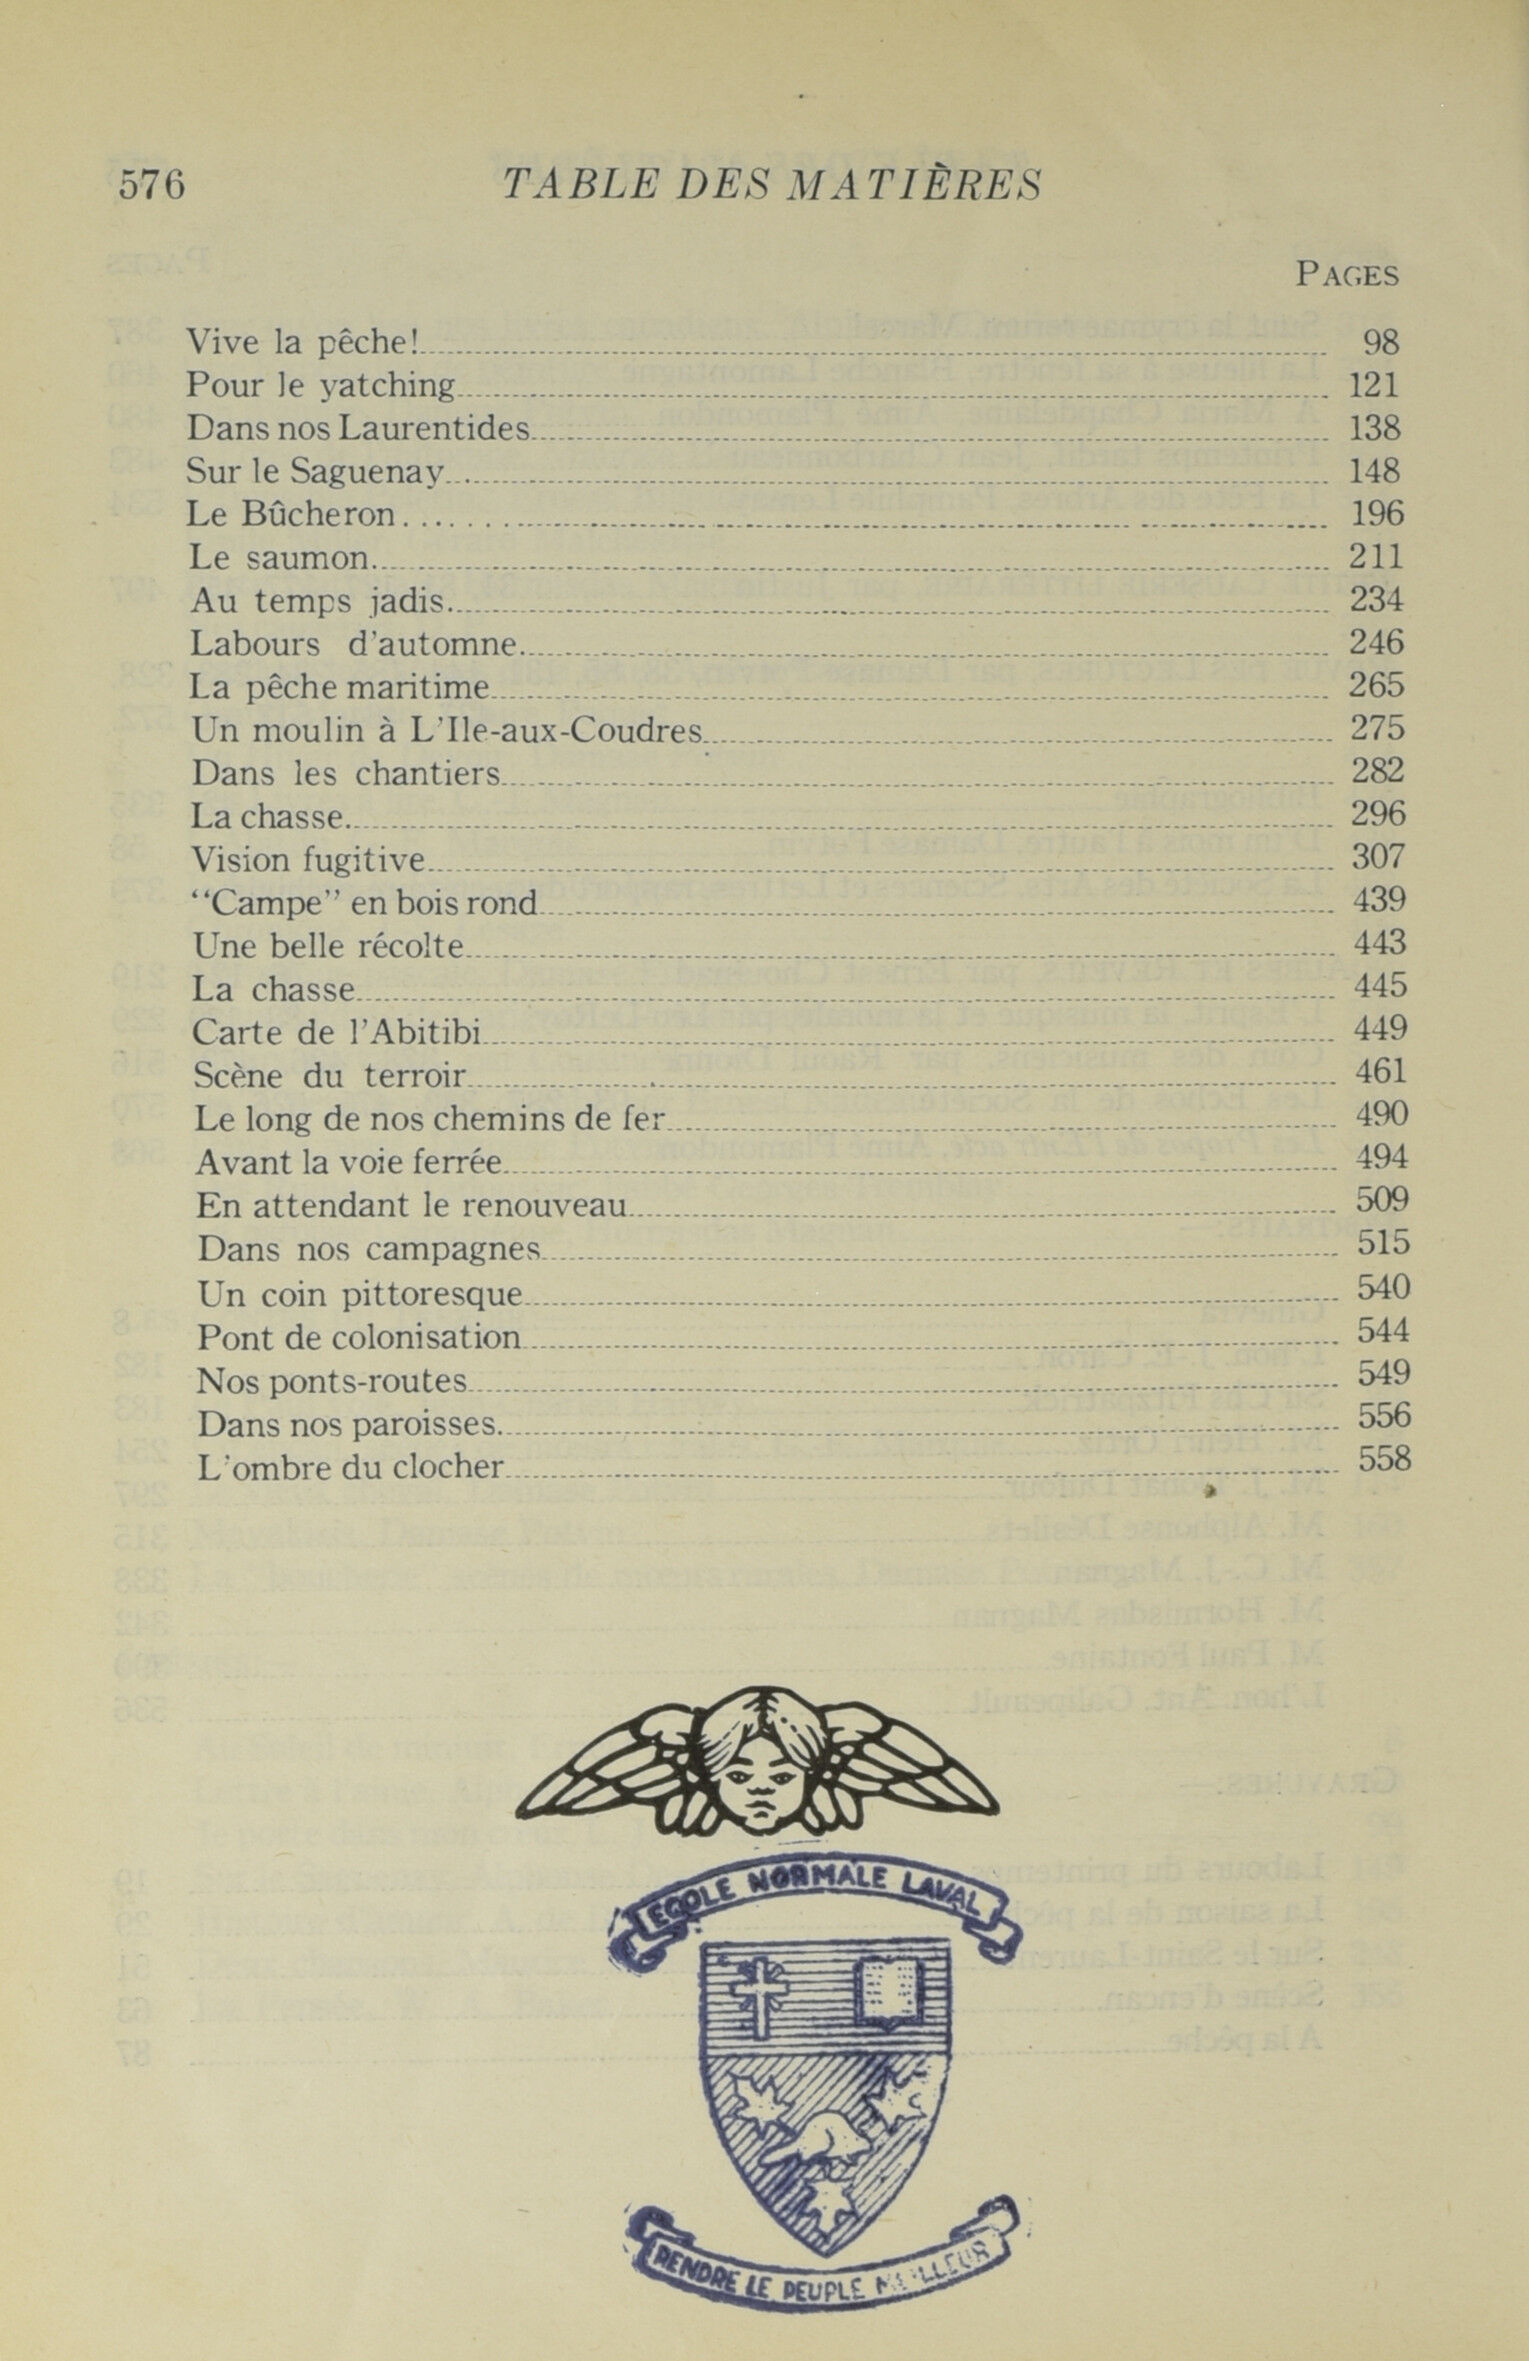 576 TABLE DES MATIÈRES
PAGES
Vive la pêche! 98
Pour le yatching 121
Dans nos Laurentides 138
Sur le Saguenay 148
Le Bûcheron 196
Le saumon 211
Au temps jadis 234
Labours d'automne 246
La pêche maritime 265
Un moulin à L'Ile-aux-Coudres 275
Dans les chantiers 282
La chasse 296
Vision fugitive 307
“Campe” en bois rond 439
Une belle récolte 443
La chasse 445
Carte de l'Abitibi 449
Scène du terroir 461
Le long de nos chemins de fer 490
Avant la voie ferrée 494
En attendant le renouveau 509
Dans nos campagnes 515
Un coin pittoresque 540
Pont de colonisation 544
Nos ponts-routes 549
Dans nos paroisses 556
L'ombre du clocher 558
ECOLE NORMALE LAVAL
RENDRE LE PEUPLE MEILLEUR